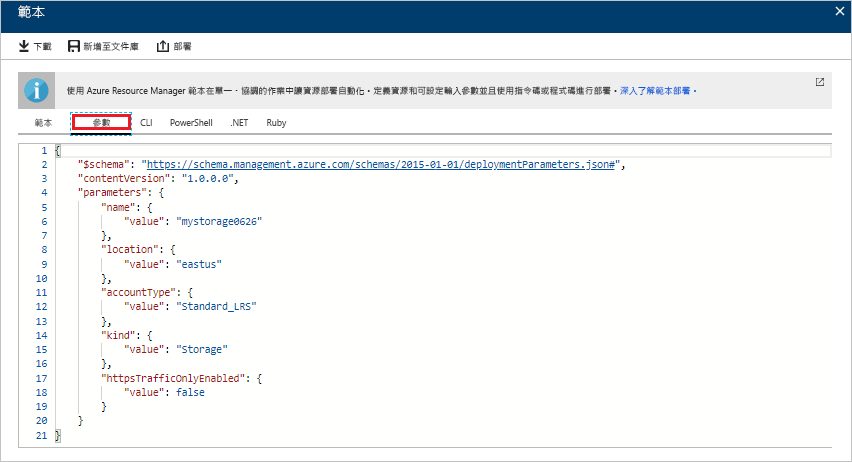 範本
下載 新增至文件庫 部署
使用 Azure Resource Manager 範本在單一、協調的作業中讓資源部署自動化。定義資源和可設定輸入參數並且使用指令碼或程式碼進行部署。深入了解範本部署。
範本 參數 CLI PowerShell .NET Ruby
1 {
2 "$schema": "https://schema.management.azure.com/schemas/2015-01-01/deploymentParameters.json#",
3 "contentVersion": "1.0.0.0",
4 "parameters": {
5 "name": {
6 "value": "mystorage0626"
7 },
8 "location": {
9 "value": "eastus"
10 },
11 "accountType": {
12 "value": "Standard_LRS"
13 },
14 "kind": {
15 "value": "Storage"
16 },
17 "httpsTrafficOnlyEnabled": {
18 "value": false
19 }
20 }
21 }